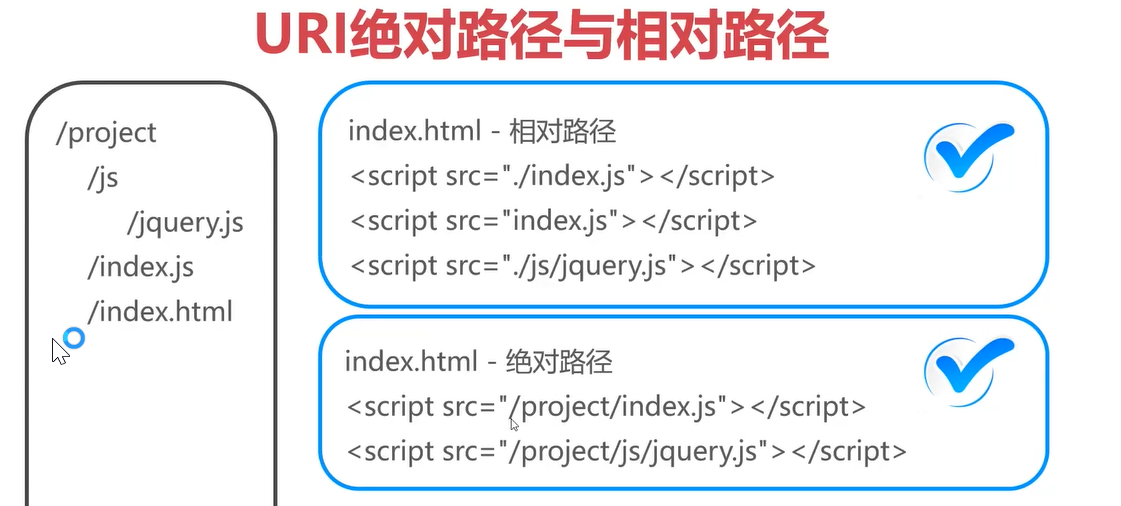 URI绝对路径与相对路径
/project
/js
/jquery.js
/index.js
/index.html
index.html - 相对路径
<script src="./index.js"></script>
<script src="index.js"></script>
<script src="./js/jquery.js"></script>
index.html - 绝对路径
<script src="/project/index.js"></script>
<script src="/project/js/jquery.js"></script>